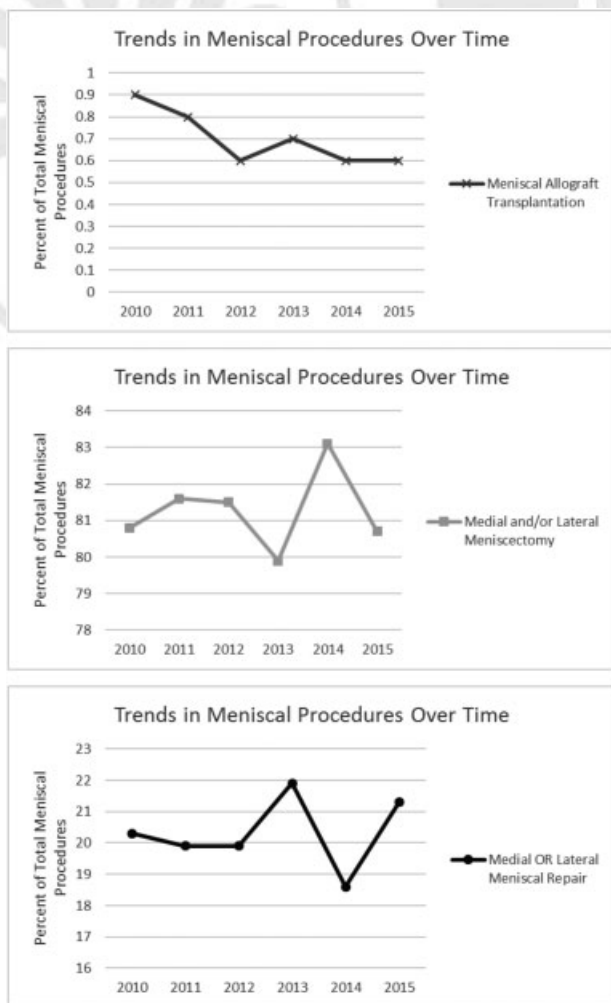 Trends in Meniscal Procedures Over Time
Percent of Total Meniscal
Procedures
1
0.9
0.8
0.7
0.6
0.5
0.4
0.3
0.2
0.1
0
2010 2011 2012 2013 2014 2015
Meniscal Allograft
Transplantation
Trends in Meniscal Procedures Over Time
Percent of Total Meniscal
Procedures
84
83
82
81
80
79
78
2010 2011 2012 2013 2014 2015
Medial and/or Lateral
Meniscectomy
Trends in Meniscal Procedures Over Time
Percent of Total Meniscal
Procedures
23
22
21
20
19
18
17
16
2010 2011 2012 2013 2014 2015
Medial OR Lateral
Meniscal Repair